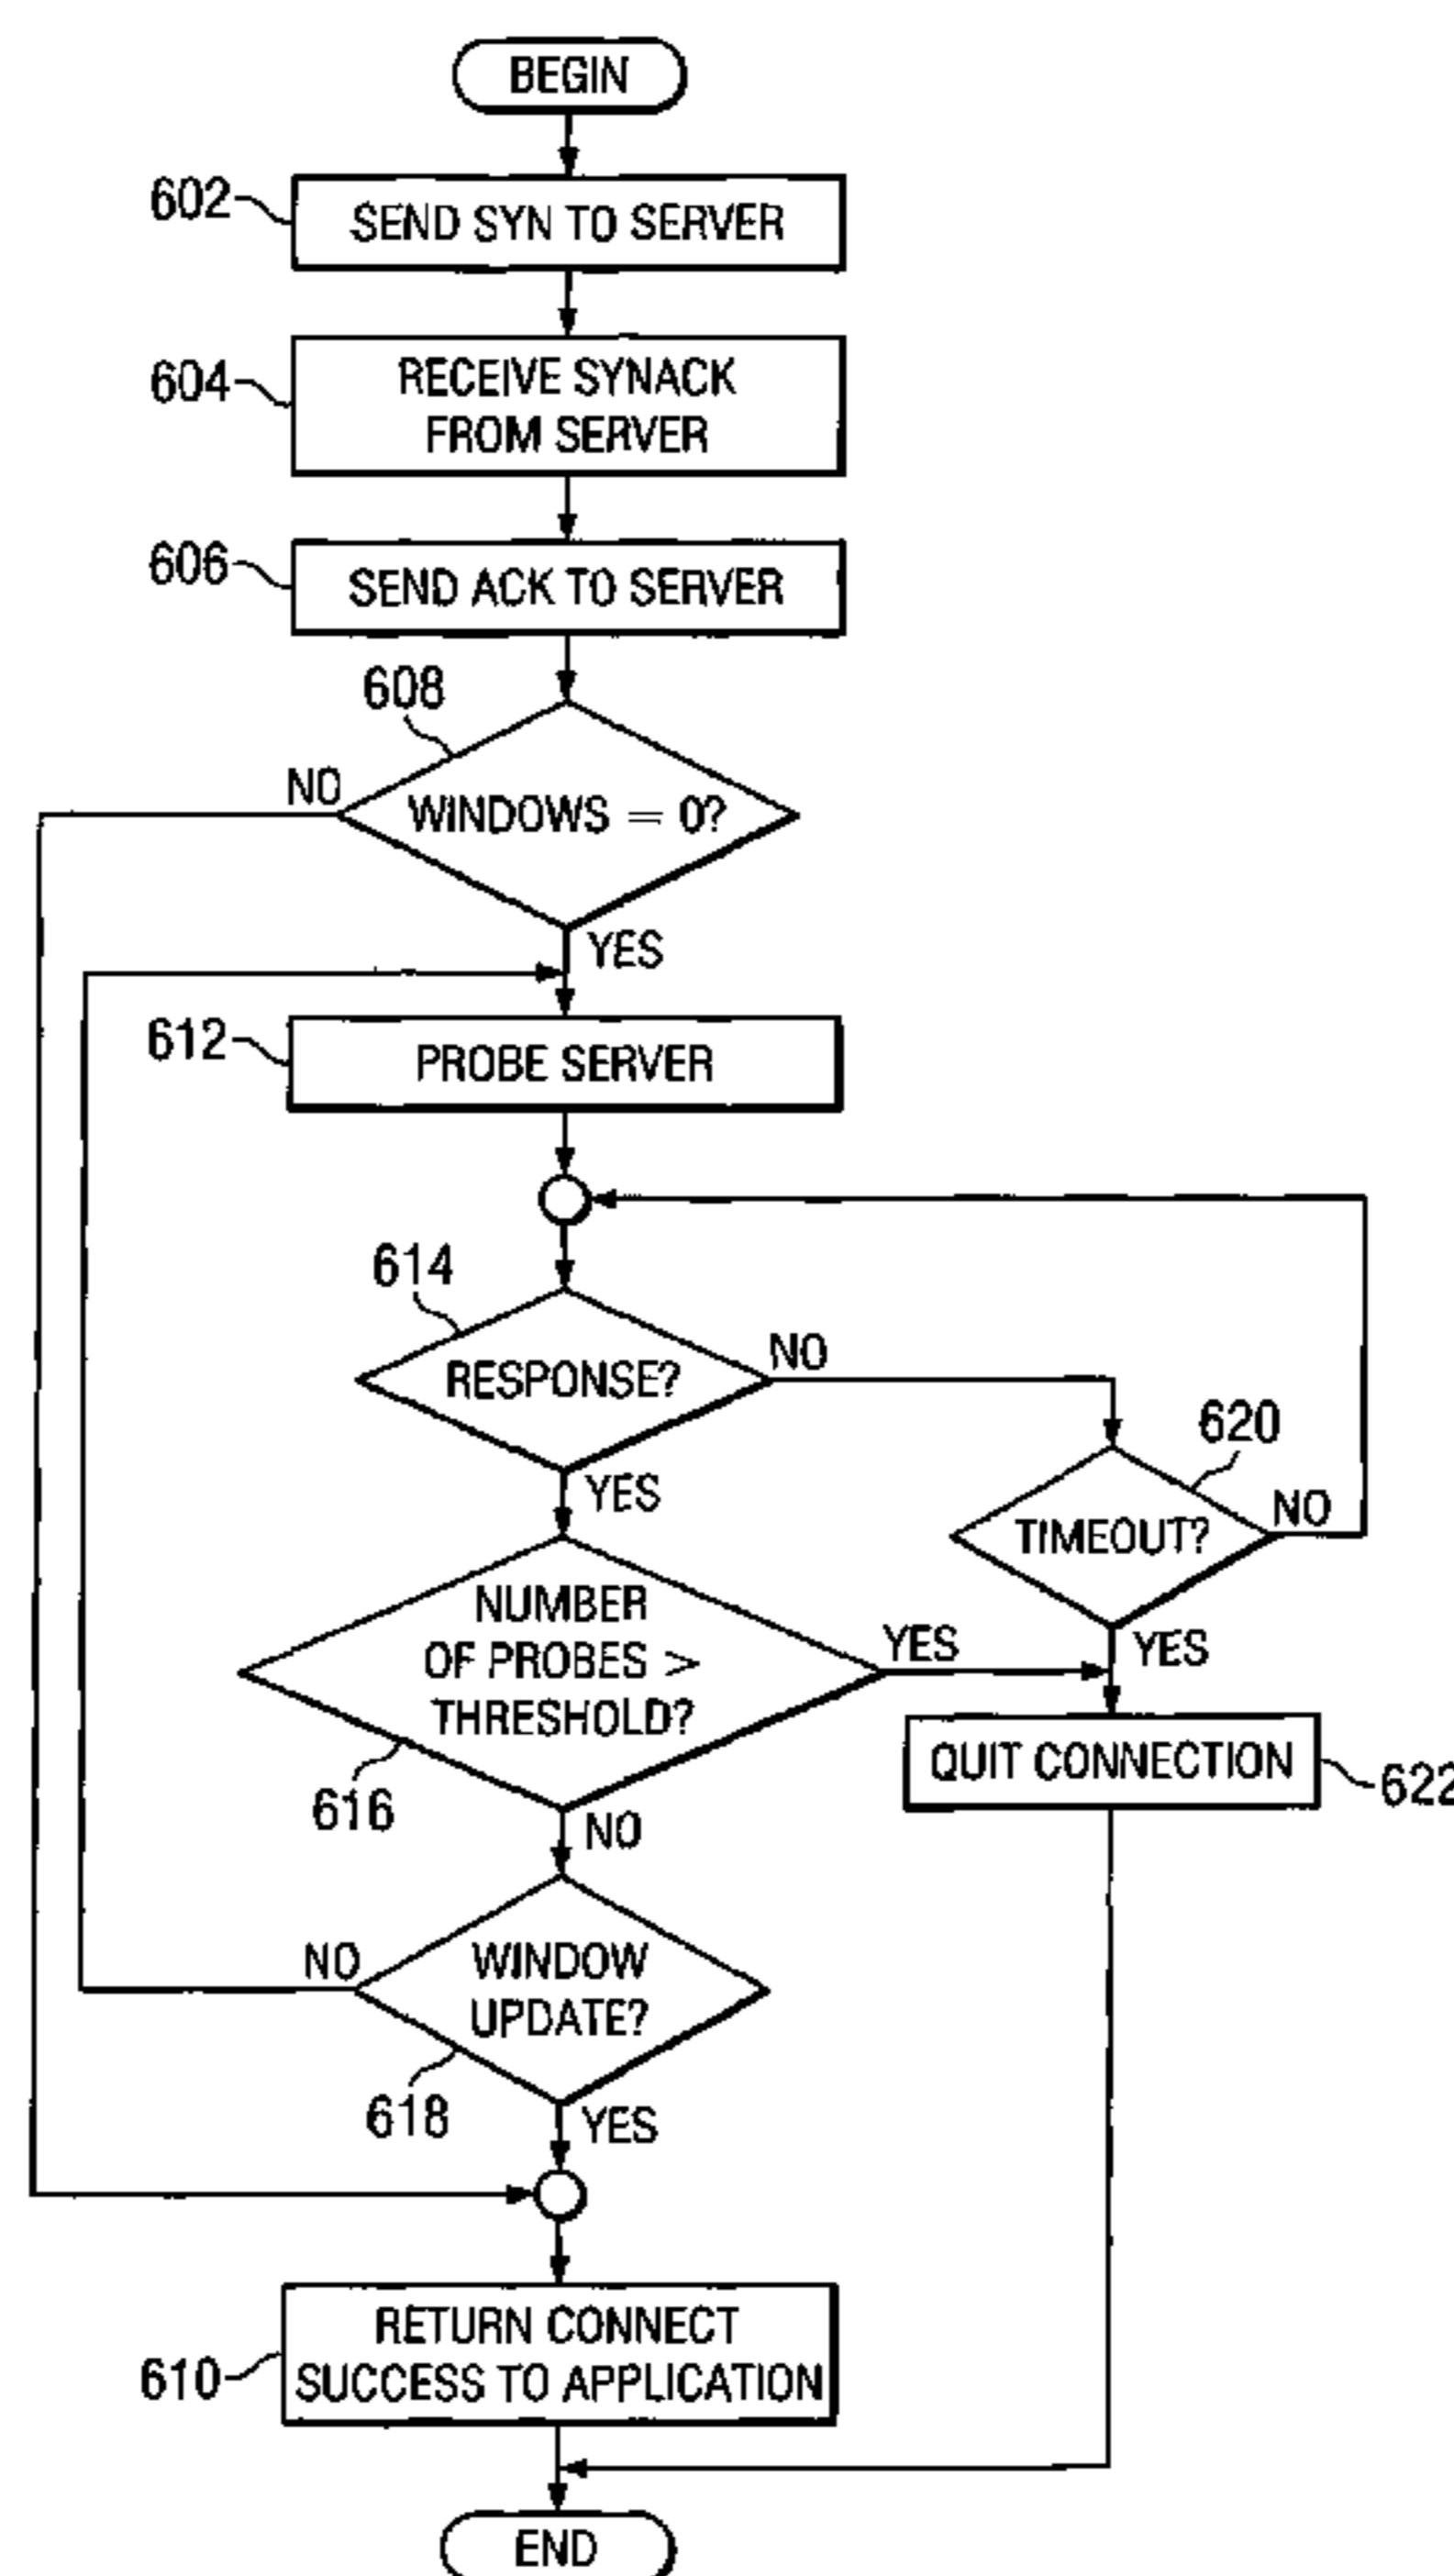 BEGIN
602
SEND SYN TO SERVER
604
RECEIVE SYNACK
FROM SERVER
606
SEND ACK TO SERVER
608
NO
WINDOWS = 0?
YES
612
PROBE SERVER
614
RESPONSE?
NO
620
YES
TIMEOUT?
NO
NUMBER
OF PROBES >
THRESHOLD?
YES
YES
616
QUIT CONNECTION
622
NO
NO
WINDOW
UPDATE?
618
YES
610
RETURN CONNECT
SUCCESS TO APPLICATION
END